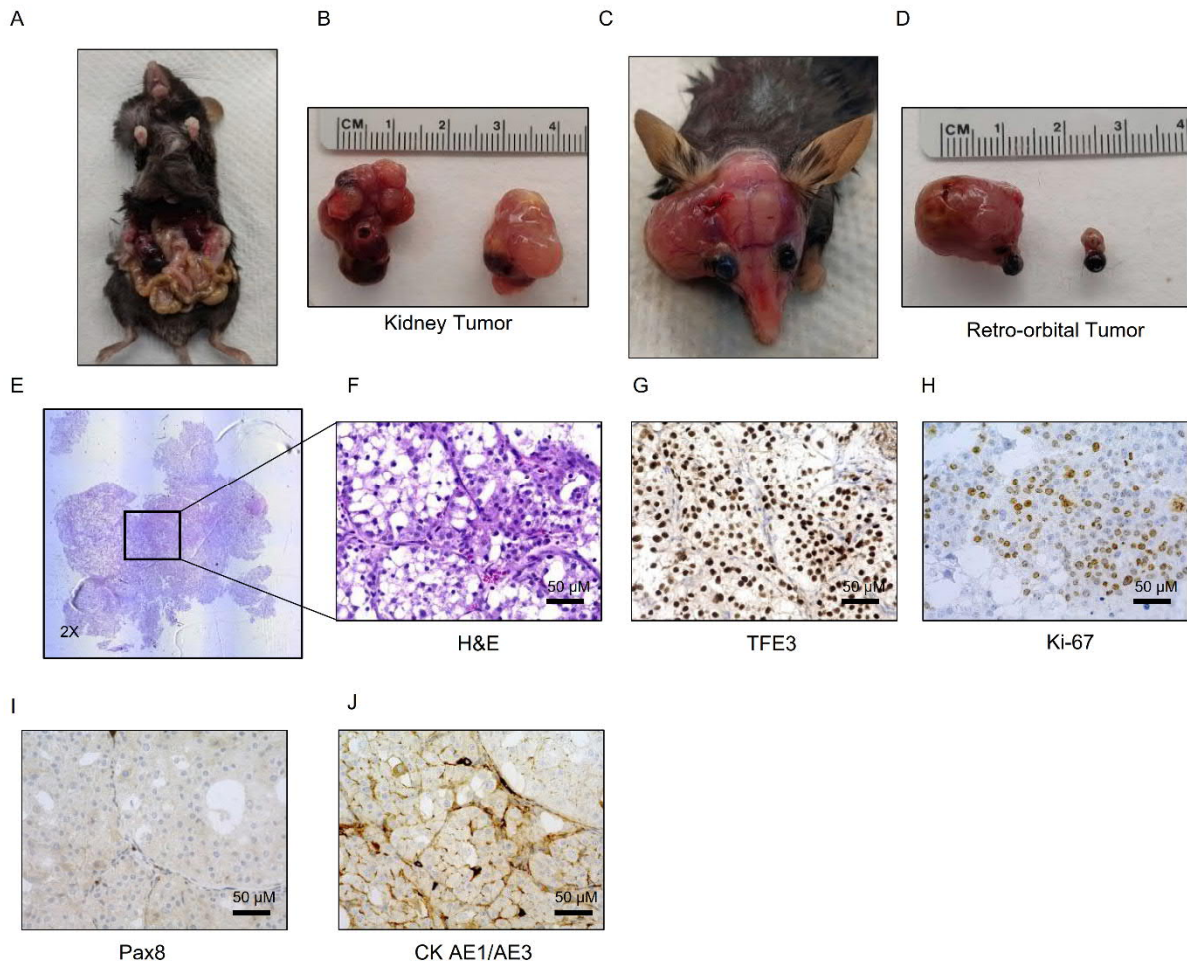 A
B
C
D
CM 1 2 3 4
CM 1 2 3 4
Kidney Tumor
Retro-orbital Tumor
E
F
G
H
2X
50 µM
50 µM
50 µM
H&E
TFE3
Ki-67
I
J
50 µM
50 µM
Pax8
CK AE1/AE3